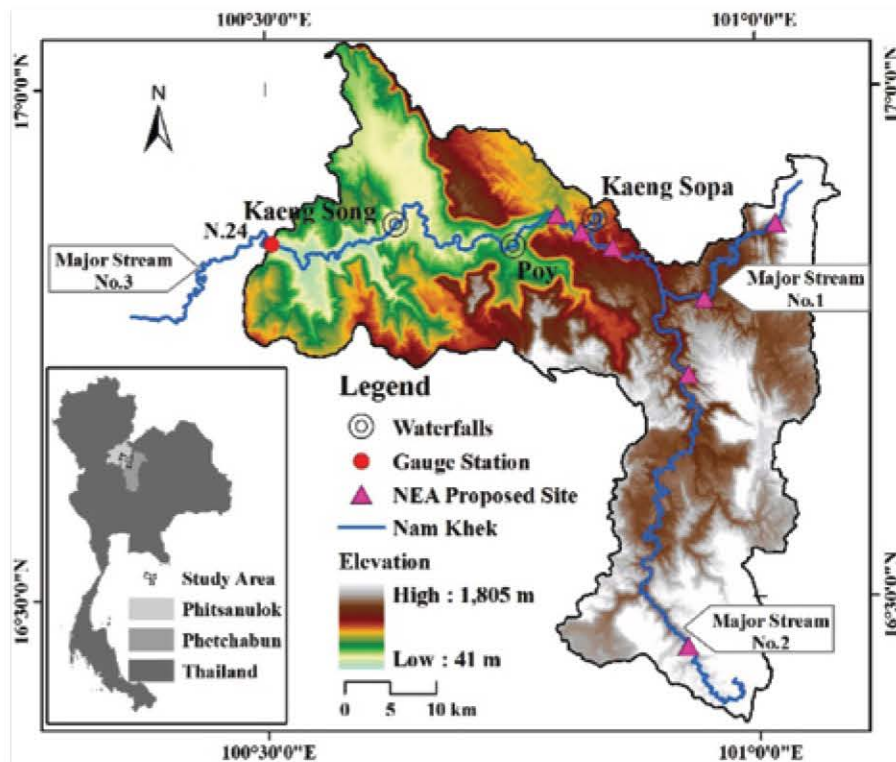 100°30'0"E
101°0'0"E
17°0'0"N
17°0'0"N
N
Kaeng Sopa
Kaeng Song
N.24
Major Stream
No.3
Poy
Major Stream
No.1
Legend
Waterfalls
Gauge Station
NEA Proposed Site
Nam Khek
Elevation
High : 1,805 m
Low : 41 m
0 5 10 km
Study Area
Phitsanulok
Phetchabun
Thailand
Major Stream
No.2
16°30'0"N
16°30'0"N
100°30'0"E
101°0'0"E